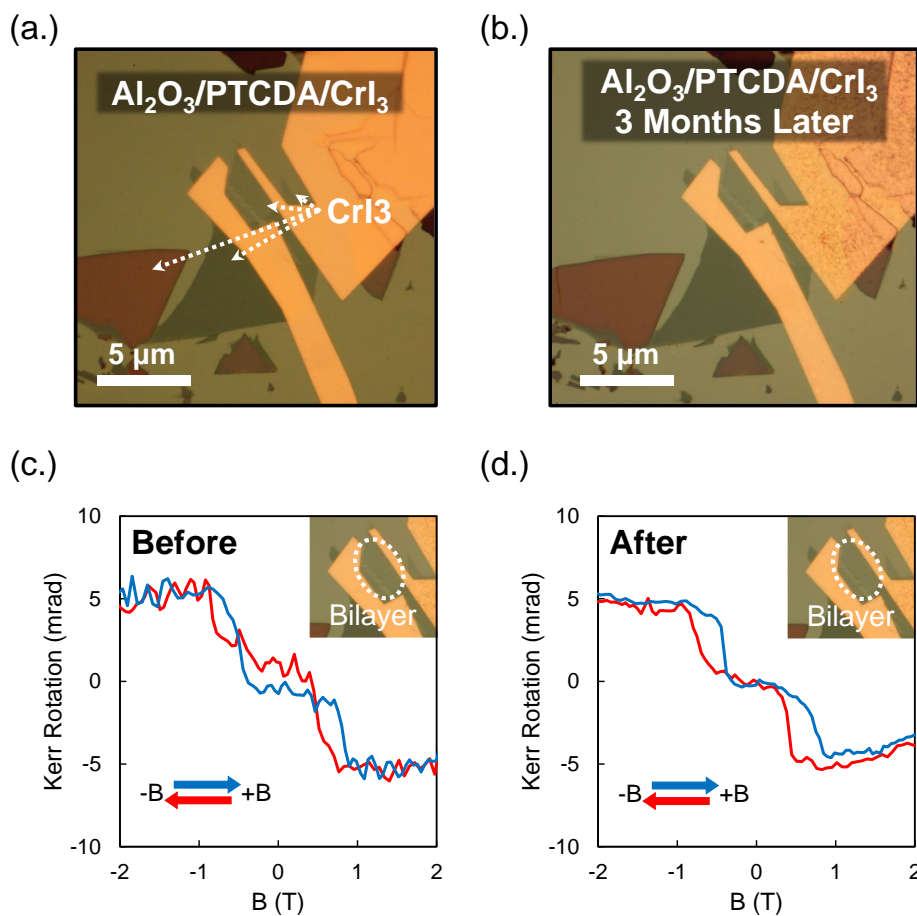 (a.)
Al₂O₃/PTCDA/CrI₃
CrI3
5 µm
(b.)
Al₂O₃/PTCDA/CrI₃
3 Months Later
5 µm
(c.)
Before
Bilayer
Kerr Rotation (mrad)
10
5
0
-5
-10
-B
+B
-2
-1
0
1
2
B (T)
(d.)
After
Bilayer
Kerr Rotation (mrad)
10
5
0
-5
-10
-B
+B
-2
-1
0
1
2
B (T)